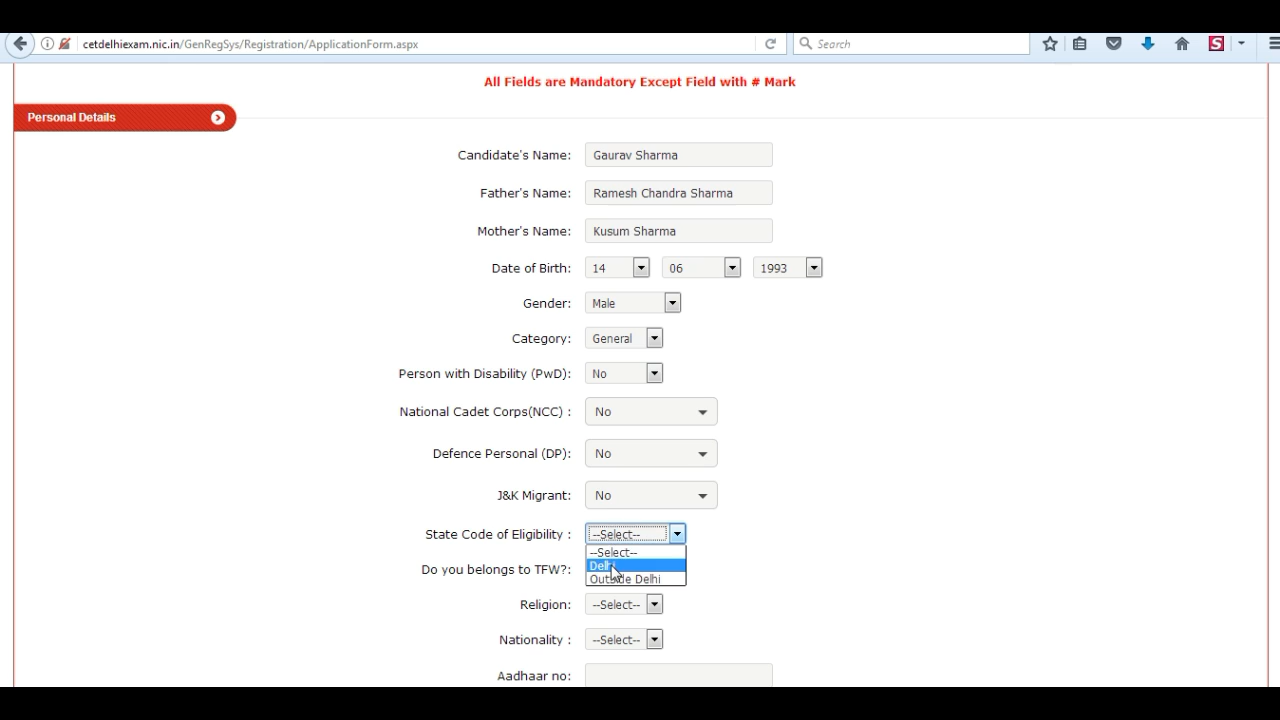 cetdelhiexam.nic.in/GenRegSys/Registration/ApplicationForm.aspx
Search
S
All Fields are Mandatory Except Field with # Mark
Personal Details
Candidate's Name: Gaurav Sharma
Father's Name: Ramesh Chandra Sharma
Mother's Name: Kusum Sharma
Date of Birth: 14 06 1993
Gender: Male
Category: General
Person with Disability (PwD): No
National Cadet Corps(NCC) : No
Defence Personal (DP): No
J&K Migrant: No
State Code of Eligibility : --Select--
--Select--
Delhi
Outside Delhi
Do you belongs to TFW?:
Religion: --Select--
Nationality : --Select--
Aadhaar no: